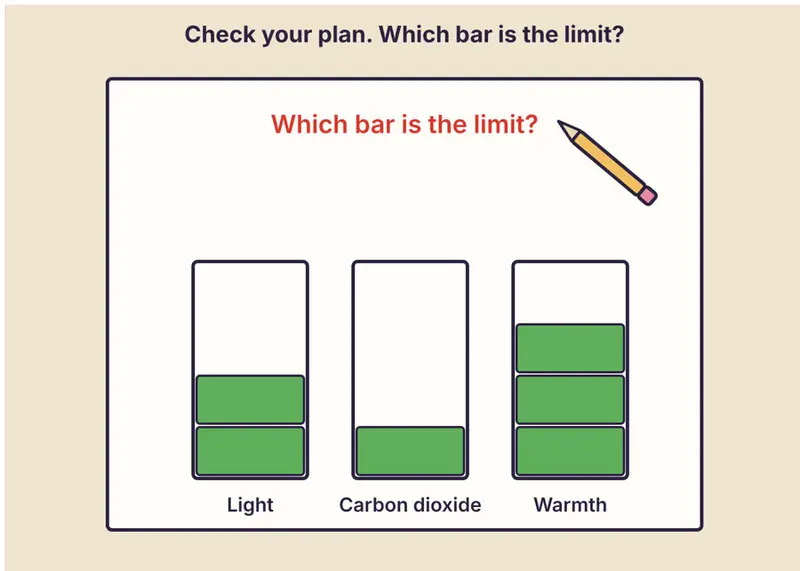 Check your plan. Which bar is the limit?
Which bar is the limit?
Light
Carbon dioxide
Warmth